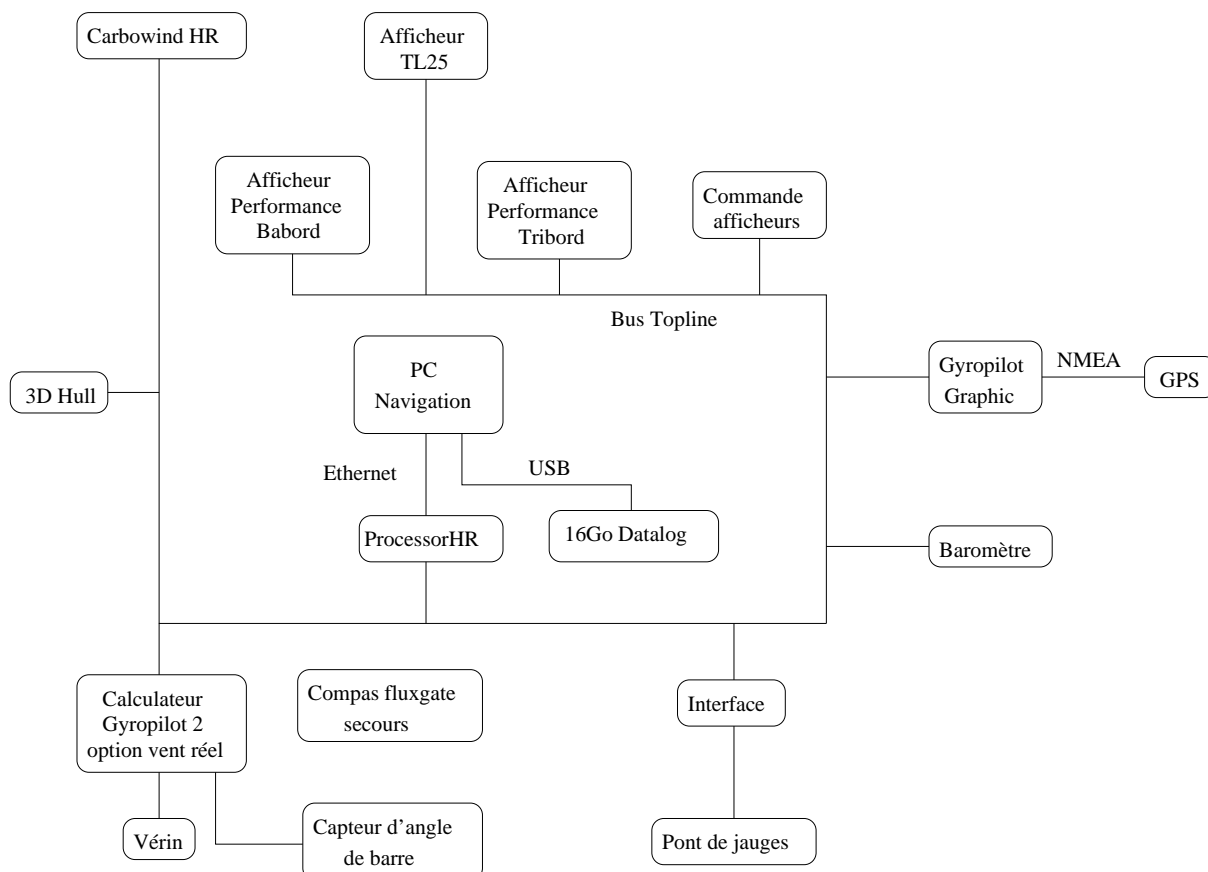 Carbowind HR
Afficheur
TL25
Afficheur
Performance
Babord
Afficheur
Performance
Tribord
Commande
afficheurs
Bus Topline
PC
Navigation
Gyropilot
Graphic
NMEA
GPS
3D Hull
Ethernet
USB
ProcessorHR
16Go Datalog
Baromètre
Calculateur
Gyropilot 2
option vent réel
Compas fluxgate
secours
Interface
Vérin
Capteur d'angle
de barre
Pont de jauges